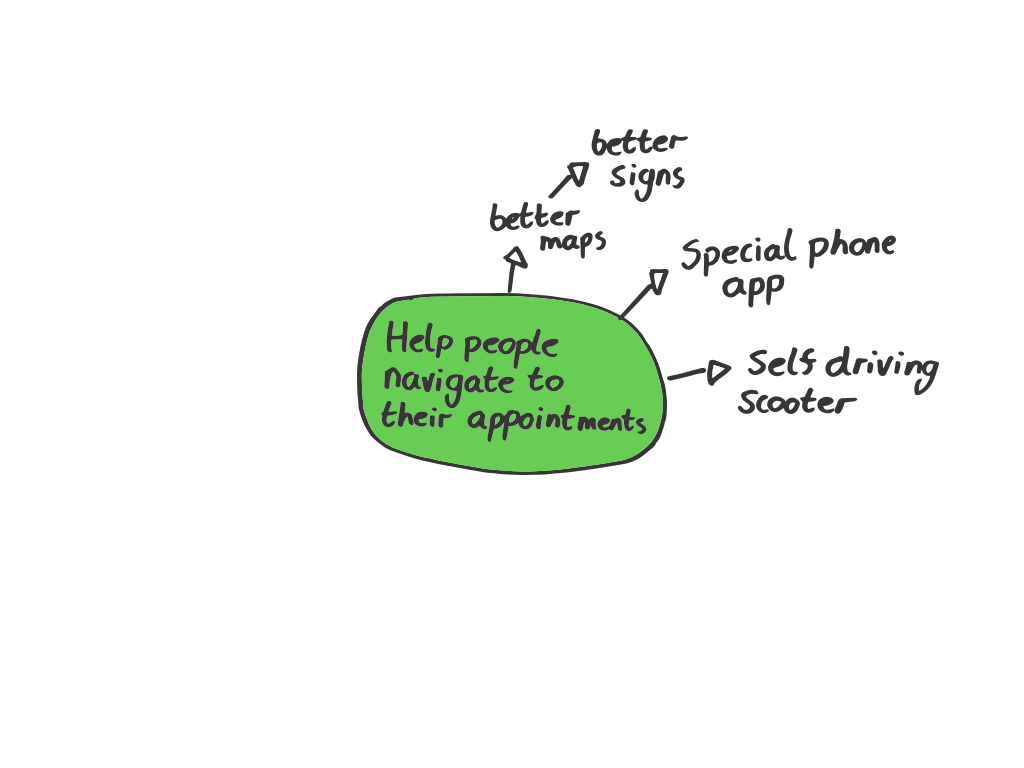 better
signs
better
maps
Special phone
app
Help people
navigate to
their appointments
Self driving
scooter